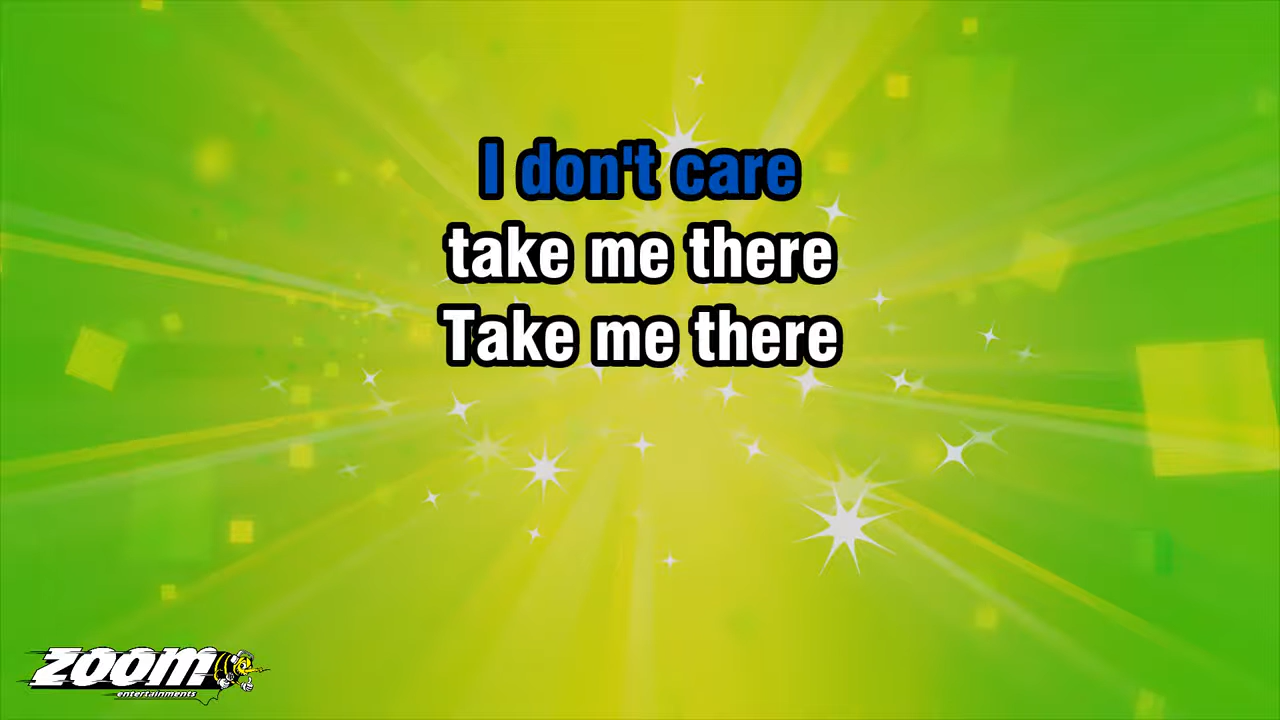 I don't care
take me there
Take me there
zoom
entertainments